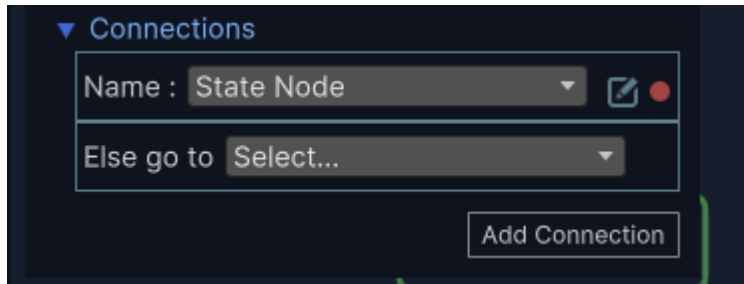 Connections
Name : State Node
Else go to Select...
Add Connection